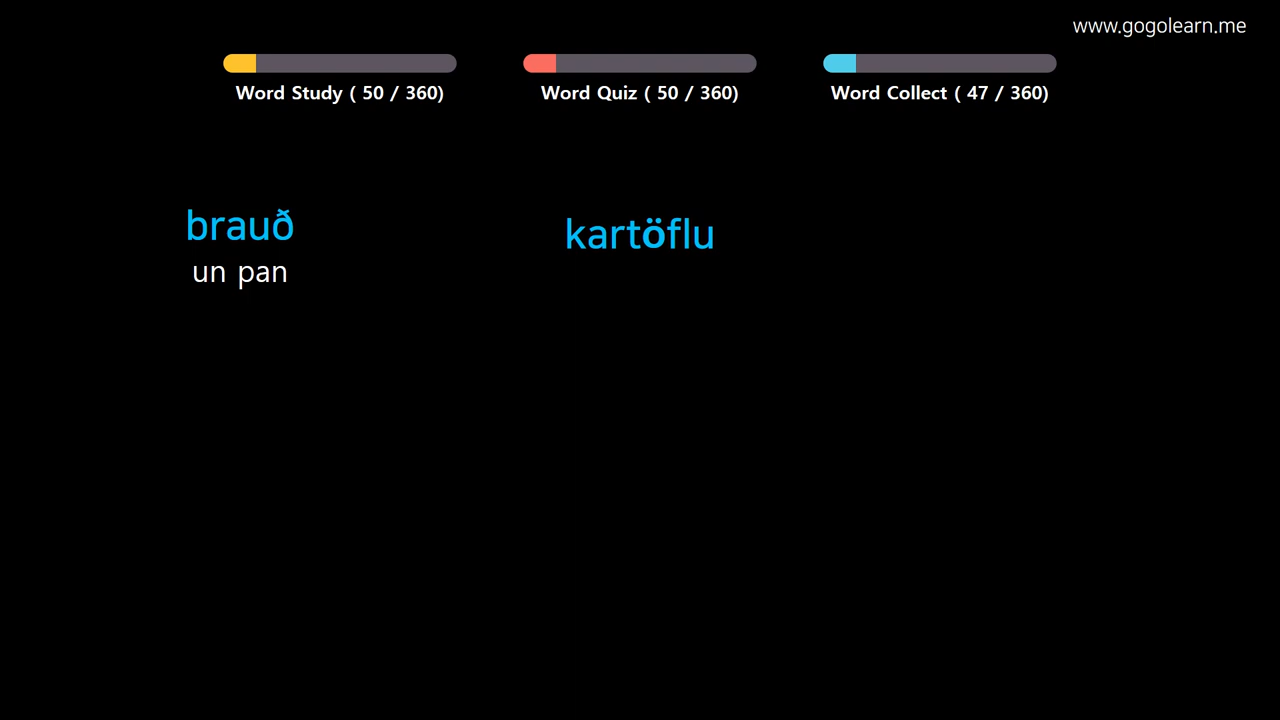 www.gogolearn.me
Word Study ( 50 / 360)
Word Quiz ( 50 / 360)
Word Collect ( 47 / 360)
brauð
un pan
kartöflu